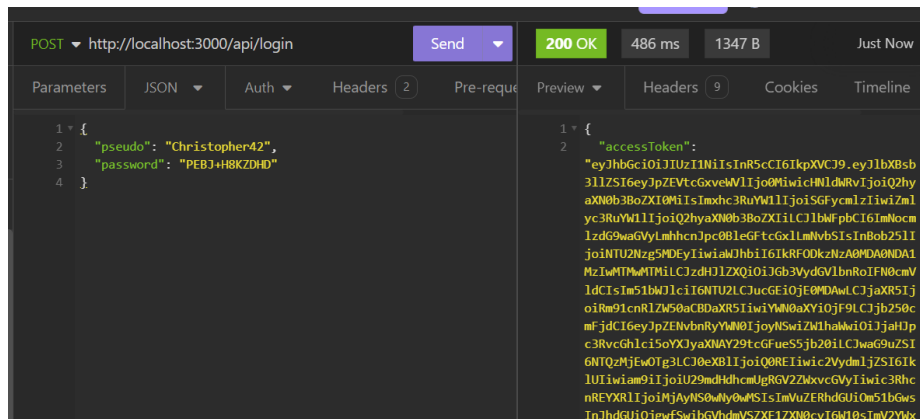 POST http://localhost:3000/api/login Send 200 OK 486 ms 1347 B Just Now
Parameters JSON Auth Headers 2 Pre-reque Preview Headers 9 Cookies Timeline
1 {
2 "pseudo": "Christopher42",
3 "password": "PEBJ+H8KZDHD"
4 }
1 {
2 "accessToken":
"eyJhbGciOiJIUzI1NiIsInR5cCI6IkpXVCJ9.eyJlbXBsb
3llZSI6eyJpZEVtcGxveWVlIjo0MiwicHNldWRvIjoiQ2hy
aXN0b3BoZXI0MiIsImxhc3RuYW1lIjoiSGFycmlzIiwiZml
yc3RuYW1lIjoiQ2hyaXN0b3BoZXIiLCJlbWFpbCI6ImNocm
lzdG9waGVyLmhhcnJpc0BleGFtcGxlLmNvbSIsInBob25lI
joiNTU2Nzg5MDEyIiwiaWJhbiI6IkRFODkzNzA0MDA0NDA1
MzIwMTMwMTMiLCJzdHJlZXQiOiJGb3VydGVlbnRoIFN0cmV
ldCIsIm51bWJlciI6NTU2LCJucGEiOjE0MDAwLCJjaXR5Ij
oiRm91cnRlZW50aCBDaXR5IiwiYWN0aXYiOjF9LCJjb250c
mFjdCI6eyJpZENvbnRyYWN0IjoyNSwiZW1haWwiOiJjaHJp
c3RvcGhlci5oYXJyaXNAY29tcGFueS5jb20iLCJwaG9uZSI
6NTQzMjEwOTg3LCJ0eXBlIjoiQ0REIiwic2VydmljZSI6Ik
lUIiwiam9iIjoiU29mdHdhcmUgRGV2ZWxvcGVyIiwic3Rhc
nREYXRlIjoiMjAyNS0wNy0wMSIsImVuZERhdGUiOm51bGws